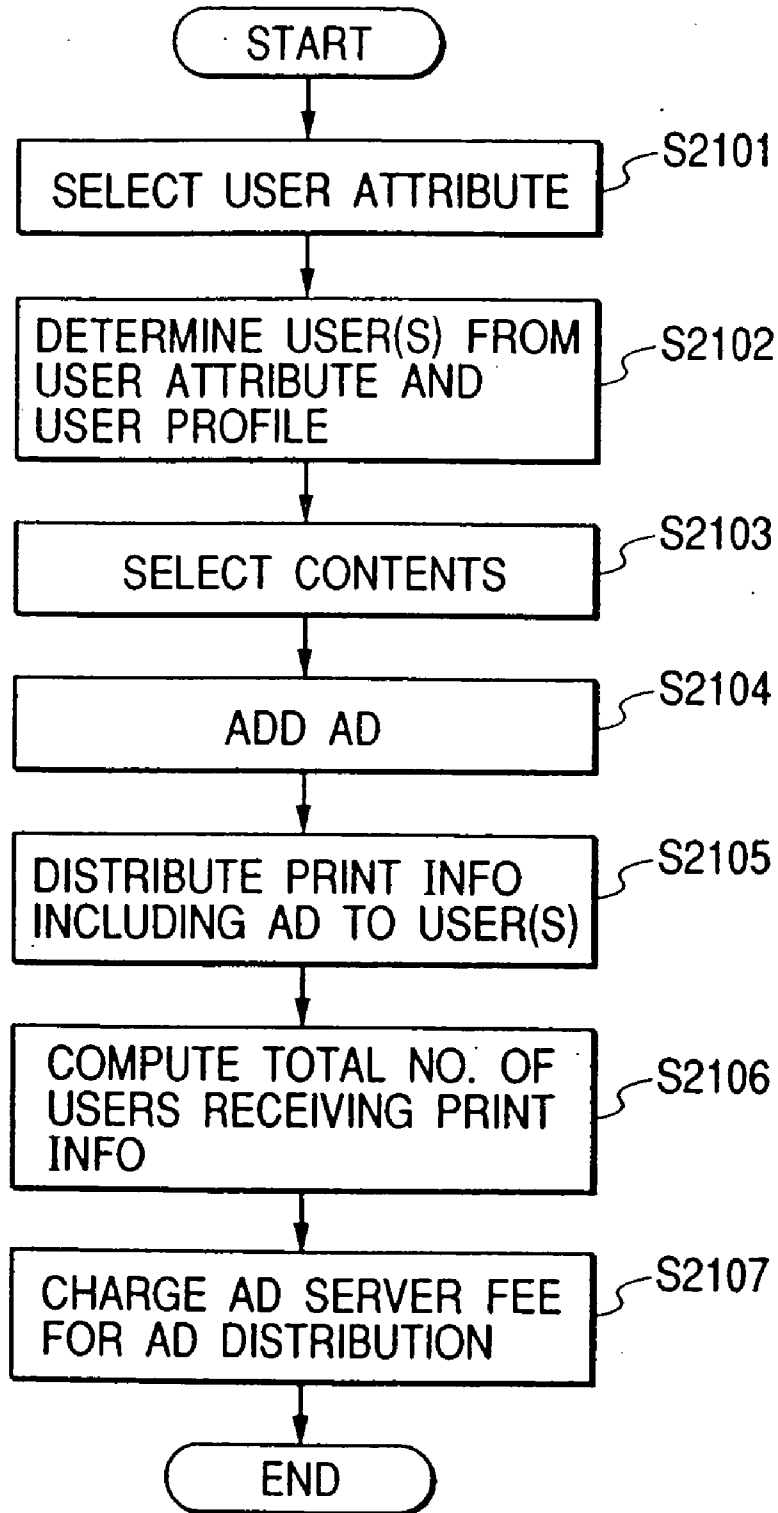 START
SELECT USER ATTRIBUTE
S2101
DETERMINE USER(S) FROM
USER ATTRIBUTE AND
USER PROFILE
S2102
SELECT CONTENTS
S2103
ADD AD
S2104
DISTRIBUTE PRINT INFO
INCLUDING AD TO USER(S)
S2105
COMPUTE TOTAL NO. OF
USERS RECEIVING PRINT
INFO
S2106
CHARGE AD SERVER FEE
FOR AD DISTRIBUTION
S2107
END